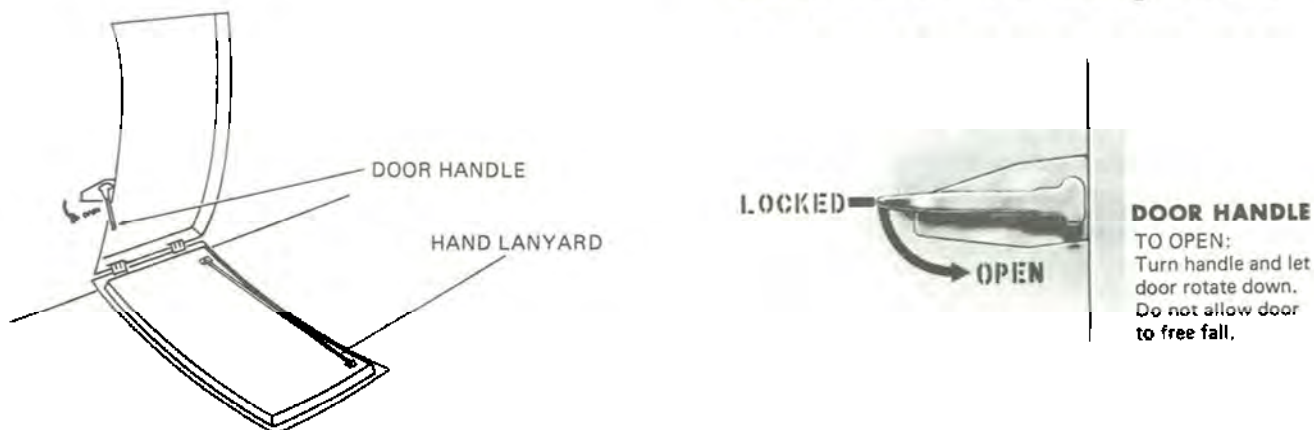 DOOR HANDLE
HAND LANYARD
OPEN
LOCKED
OPEN
DOOR HANDLE
TO OPEN:
Turn handle and let
door rotate down.
Do not allow door
to free fall.